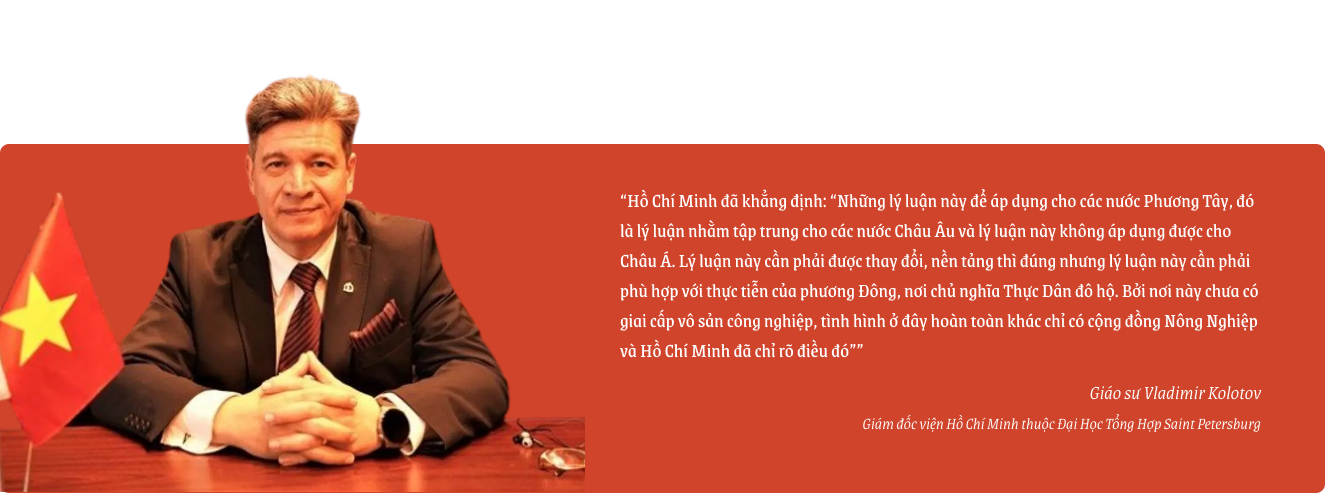 “Hồ Chí Minh đã khẳng định: “Những lý luận này để áp dụng cho các nước Phương Tây, đó
là lý luận nhằm tập trung cho các nước Châu Âu và lý luận này không áp dụng được cho
Châu Á. Lý luận này cần phải được thay đổi, nền tảng thì đúng nhưng lý luận này cần phải
phù hợp với thực tiễn của phương Đông, nơi chủ nghĩa Thực Dân đô hộ. Bởi nơi này chưa có
giai cấp vô sản công nghiệp, tình hình ở đây hoàn toàn khác chỉ có cộng đồng Nông Nghiệp
và Hồ Chí Minh đã chỉ rõ điều đó””
Giáo sư Vladimir Kolotov
Giám đốc viện Hồ Chí Minh thuộc Đại Học Tổng Hợp Saint Petersburg